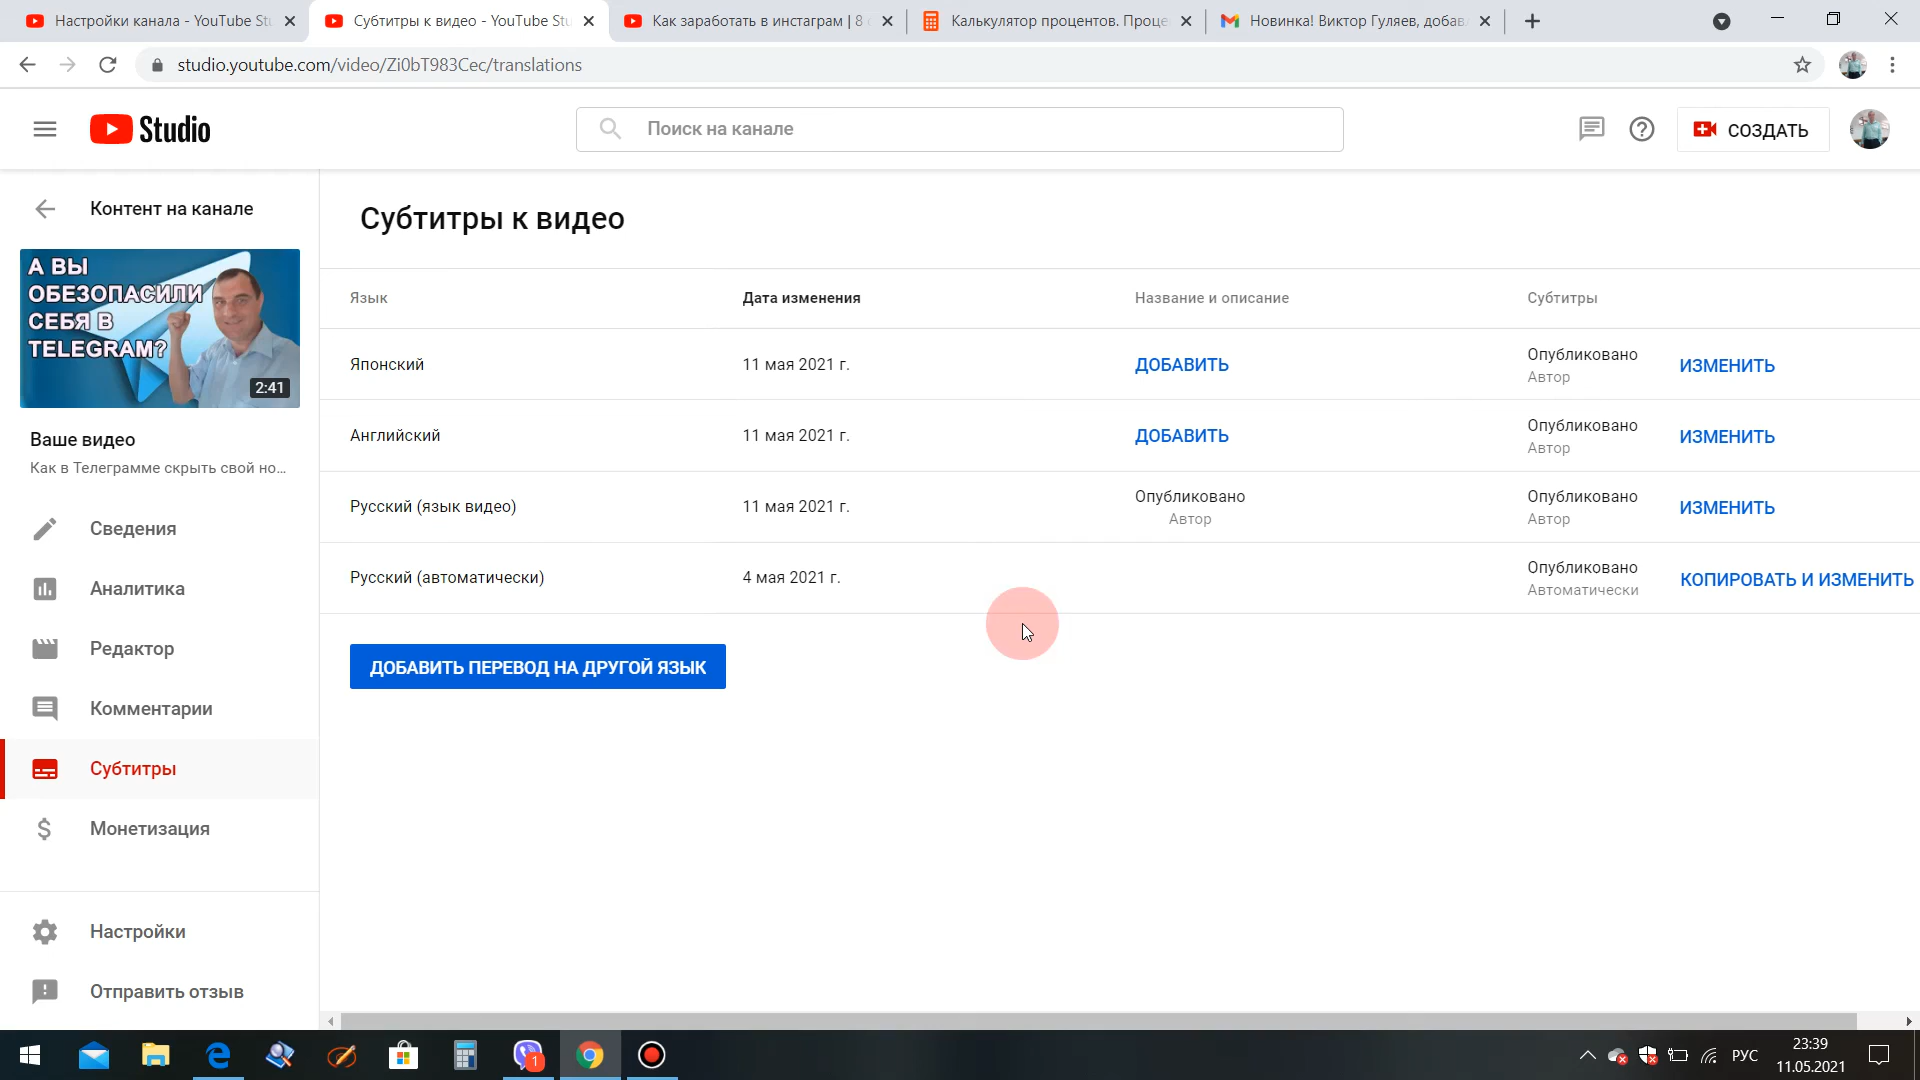 Настройки канала - YouTube Stu
Субтитры к видео - YouTube Stu
Как заработать в инстаграм | 8 с
Калькулятор процентов. Проце
Новинка! Виктор Гуляев, добав
studio.youtube.com/video/Zi0bT983Cec/translations
Studio
Поиск на канале
СОЗДАТЬ
Контент на канале
А ВЫ
ОБЕЗОПАСИЛИ
СЕБЯ В
TELEGRAM?
2:41
Ваше видео
Как в Телеграмме скрыть свой но...
Сведения
Аналитика
Редактор
Комментарии
Субтитры
Монетизация
Настройки
Отправить отзыв
Субтитры к видео
Язык Дата изменения Название и описание Субтитры
Японский 11 мая 2021 г. ДОБАВИТЬ Опубликовано ИЗМЕНИТЬ
Автор
Английский 11 мая 2021 г. ДОБАВИТЬ Опубликовано ИЗМЕНИТЬ
Автор
Русский (язык видео) 11 мая 2021 г. Опубликовано Опубликовано ИЗМЕНИТЬ
Автор Автор
Русский (автоматически) 4 мая 2021 г. Опубликовано КОПИРОВАТЬ И ИЗМЕНИТЬ
Автоматически
ДОБАВИТЬ ПЕРЕВОД НА ДРУГОЙ ЯЗЫК
1
РУС
23:39
11.05.2021